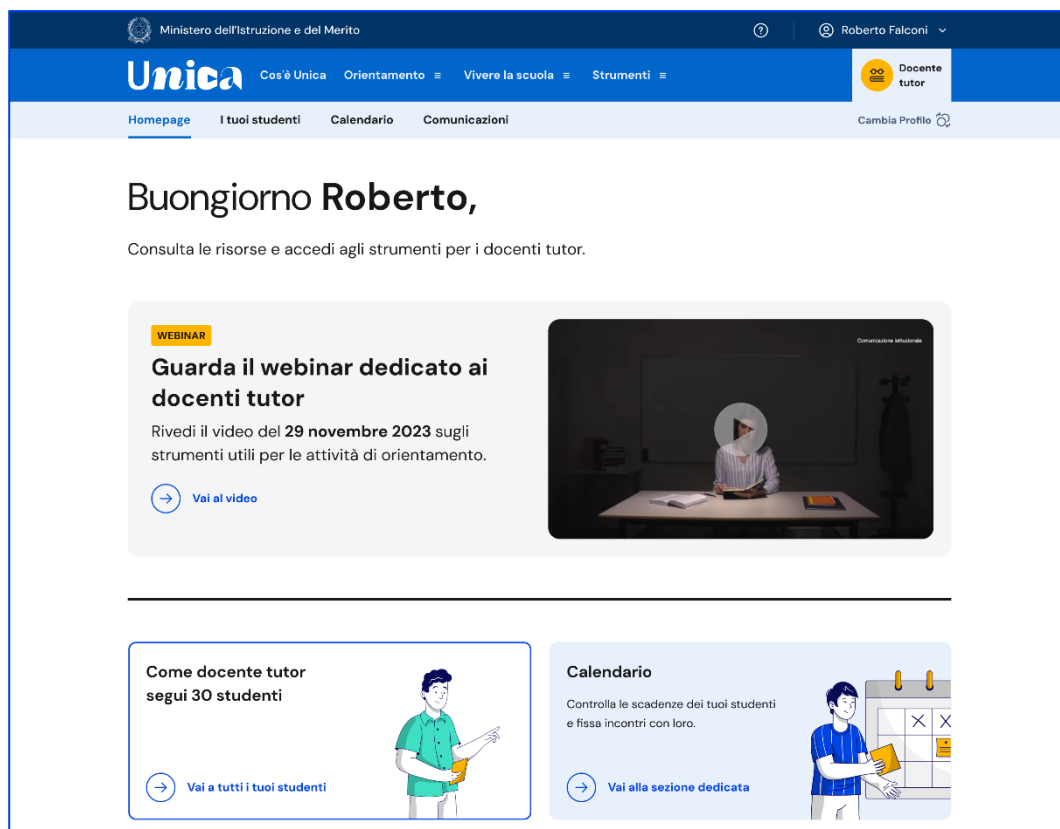 Ministero dell'Istruzione e del Merito
Roberto Falconi
Unica
Cos'è Unica Orientamento Vivere la scuola Strumenti
Docente
tutor
Homepage I tuoi studenti Calendario Comunicazioni
Cambia Profilo
Buongiorno Roberto,
Consulta le risorse e accedi agli strumenti per i docenti tutor.
WEBINAR
Guarda il webinar dedicato ai
docenti tutor
Rivedi il video del 29 novembre 2023 sugli
strumenti utili per le attività di orientamento.
Vai al video
Comunicazione istituzionale
Come docente tutor
segui 30 studenti
Vai a tutti i tuoi studenti
Calendario
Controlla le scadenze dei tuoi studenti
e fissa incontri con loro.
Vai alla sezione dedicata